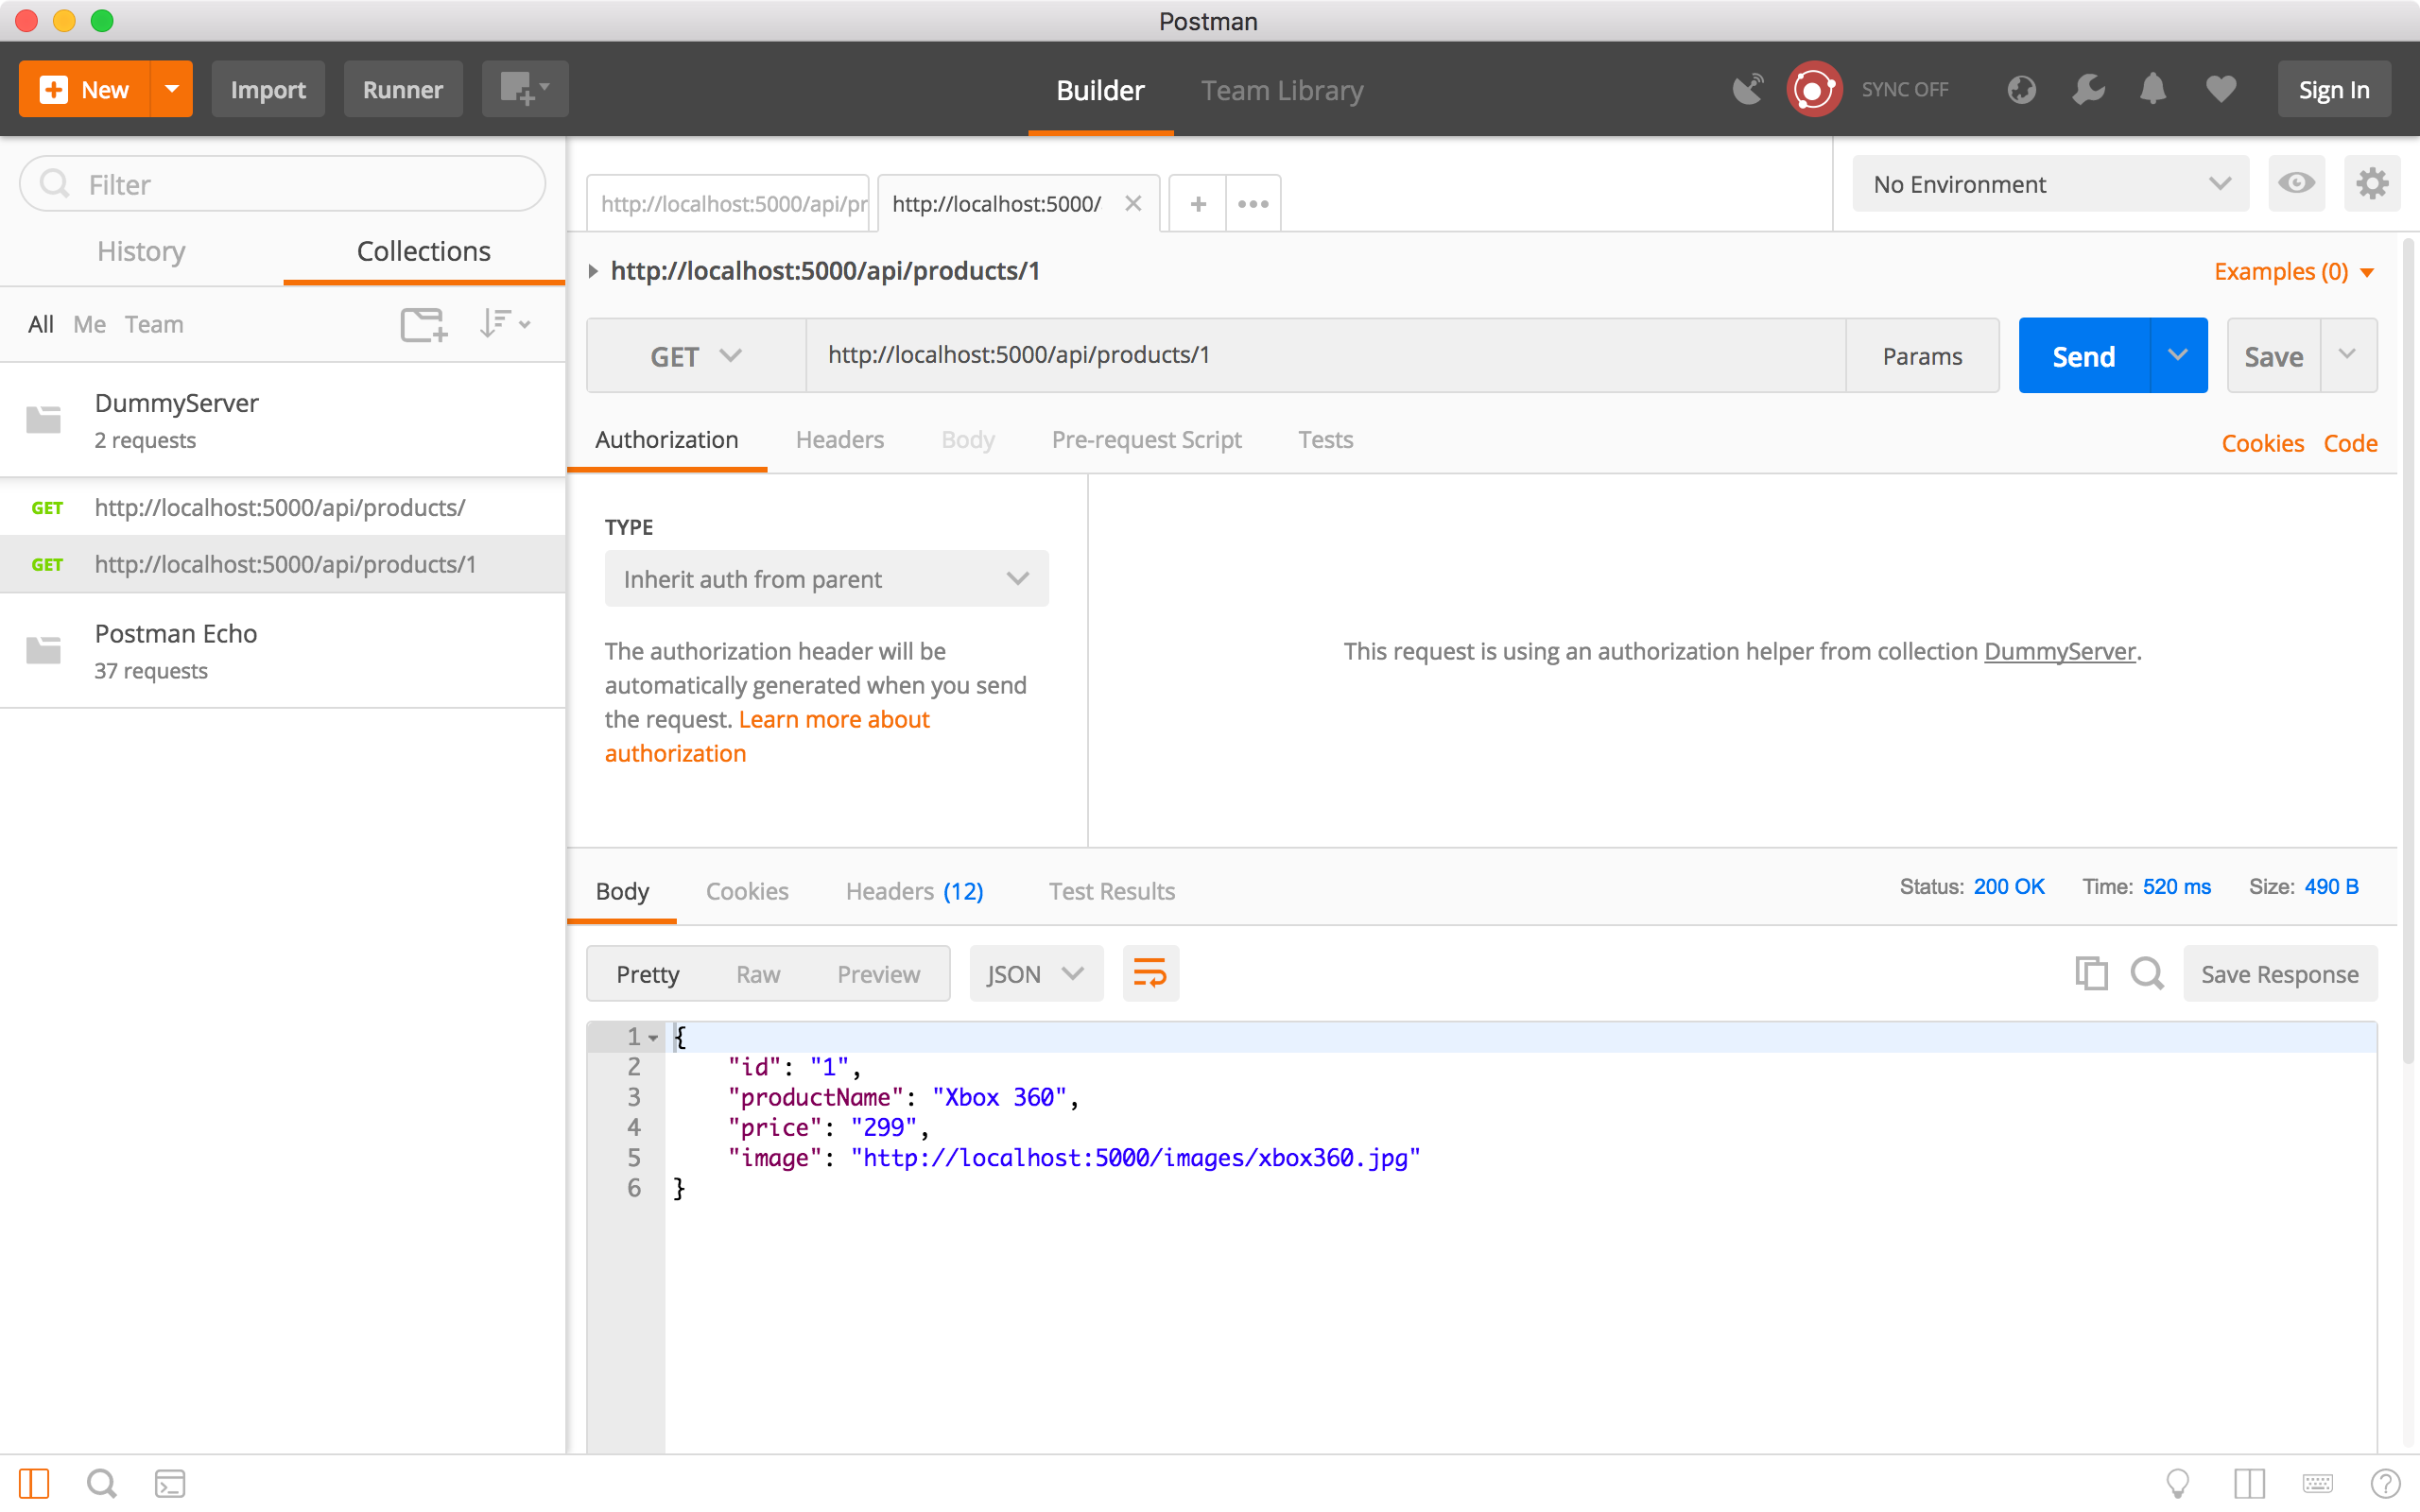 Postman
New
Import
Runner
Builder
Team Library
SYNC OFF
Sign In
Filter
History
Collections
All Me Team
DummyServer
2 requests
GET http://localhost:5000/api/products/
GET http://localhost:5000/api/products/1
Postman Echo
37 requests
http://localhost:5000/api/pr
http://localhost:5000/
No Environment
http://localhost:5000/api/products/1
Examples (0)
GET
http://localhost:5000/api/products/1
Params
Send
Save
Authorization
Headers
Body
Pre-request Script
Tests
Cookies
Code
TYPE
Inherit auth from parent
The authorization header will be
automatically generated when you send
the request. Learn more about
authorization
This request is using an authorization helper from collection DummyServer.
Body
Cookies
Headers (12)
Test Results
Status: 200 OK
Time: 520 ms
Size: 490 B
Pretty
Raw
Preview
JSON
Save Response
1 {
2 "id": "1",
3 "productName": "Xbox 360",
4 "price": "299",
5 "image": "http://localhost:5000/images/xbox360.jpg"
6 }